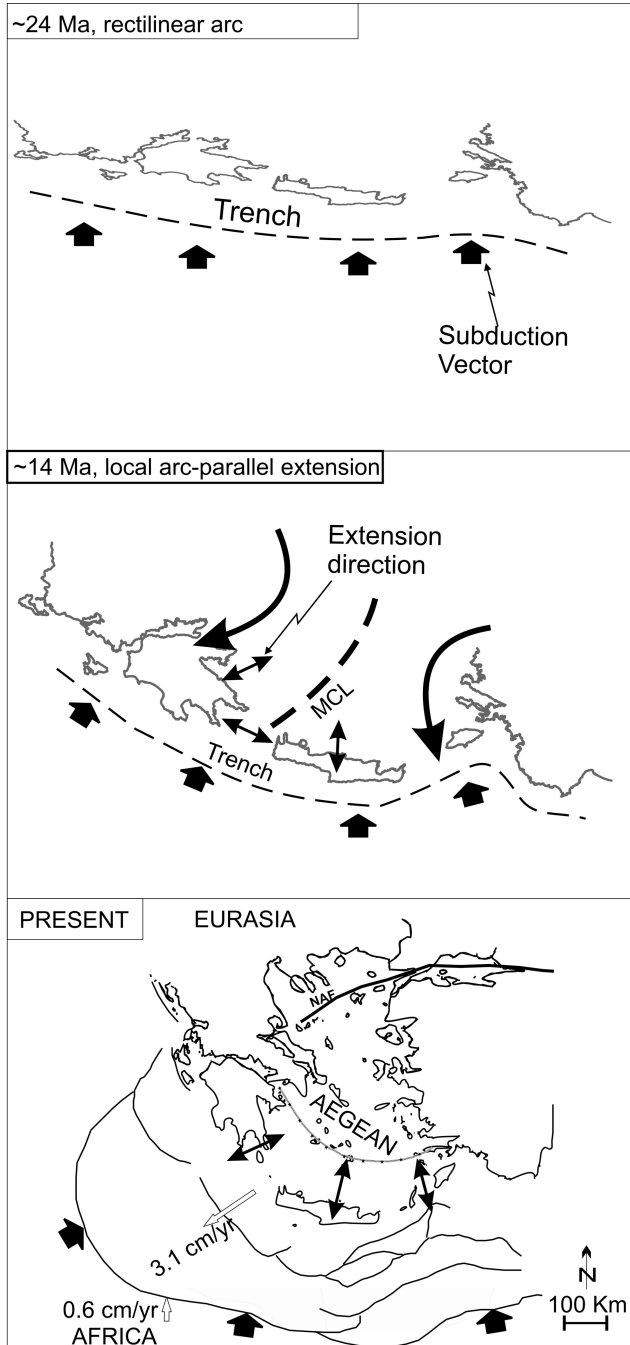 ~24 Ma, rectilinear arc
Trench
Subduction
Vector
~14 Ma, local arc-parallel extension
Extension
direction
MCL
Trench
PRESENT
EURASIA
NAF
AEGEAN
3.1 cm/yr
0.6 cm/yr
AFRICA
N
100 Km